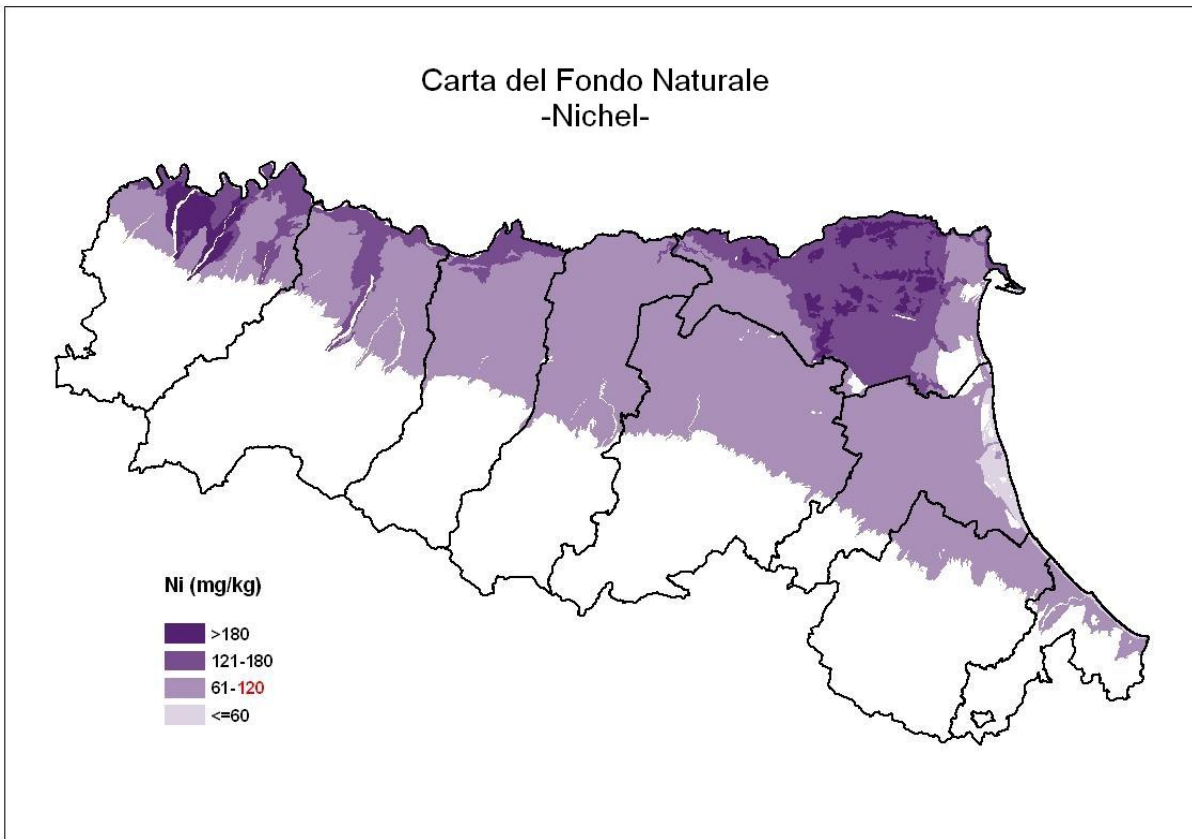 Carta del Fondo Naturale
-Nichel-
Ni (mg/kg)
>180
121-180
61-120
<=60